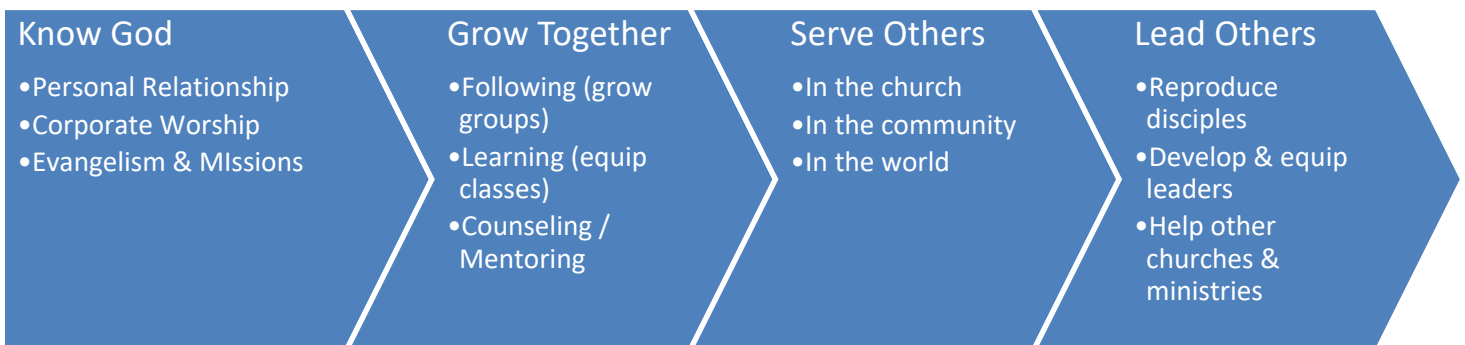 Know God
•Personal Relationship
•Corporate Worship
•Evangelism & MIssions
Grow Together
•Following (grow
groups)
•Learning (equip
classes)
•Counseling /
Mentoring
Serve Others
•In the church
•In the community
•In the world
Lead Others
•Reproduce
disciples
•Develop & equip
leaders
•Help other
churches &
ministries